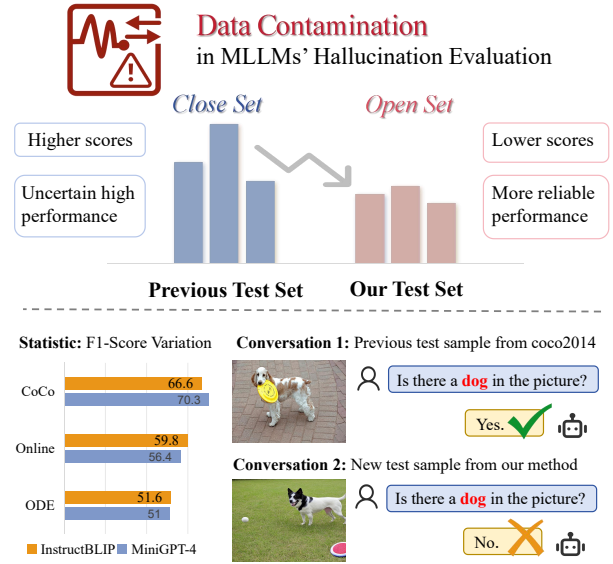 Data Contamination
in MLLMs' Hallucination Evaluation
Close Set
Open Set
Higher scores
Uncertain high
performance
Lower scores
More reliable
performance
Previous Test Set
Our Test Set
Statistic: F1-Score Variation
CoCo
66.6
70.3
Online
59.8
56.4
ODE
51.6
51
InstructBLIP
MiniGPT-4
Conversation 1: Previous test sample from coco2014
Is there a dog in the picture?
Yes.
Conversation 2: New test sample from our method
Is there a dog in the picture?
No.